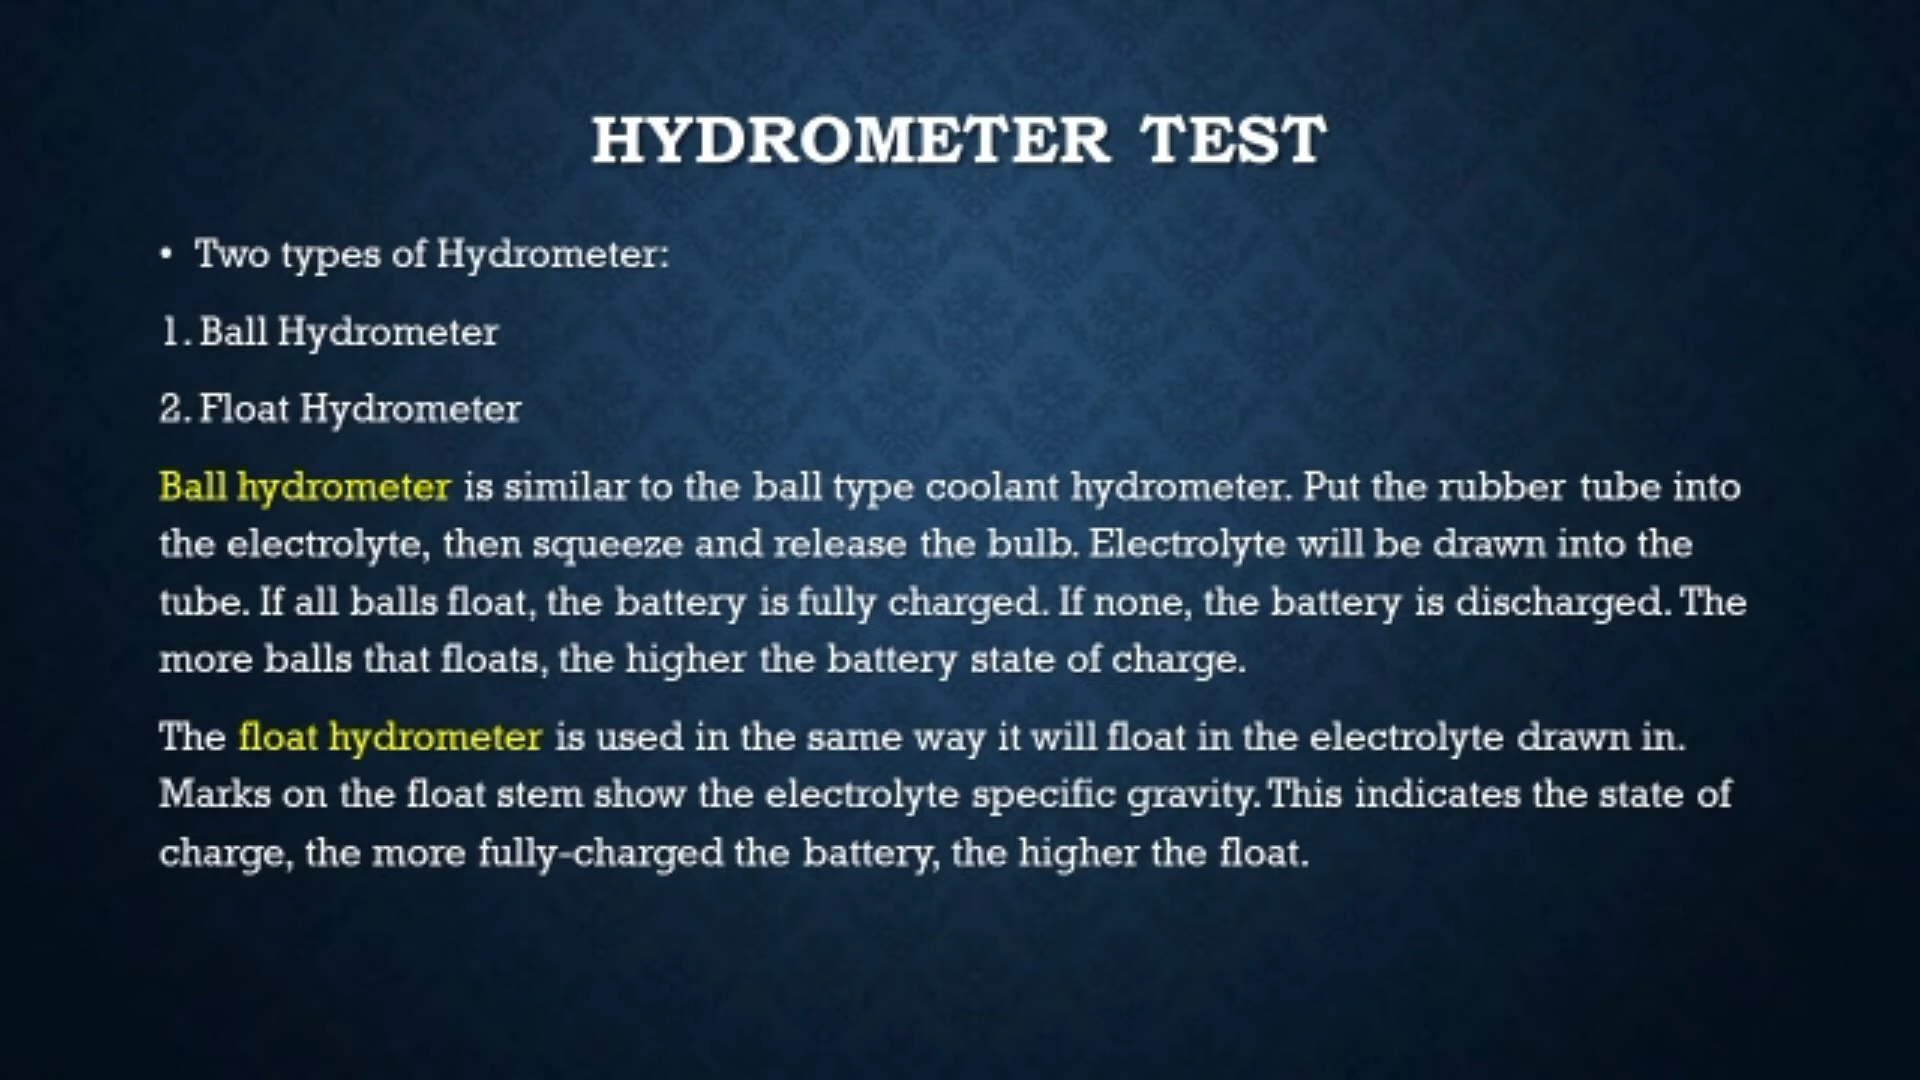 HYDROMETER TEST
• Two types of Hydrometer:
1. Ball Hydrometer
2. Float Hydrometer
Ball hydrometer is similar to the ball type coolant hydrometer. Put the rubber tube into
the electrolyte, then squeeze and release the bulb. Electrolyte will be drawn into the
tube. If all balls float, the battery is fully charged. If none, the battery is discharged. The
more balls that floats, the higher the battery state of charge.
The float hydrometer is used in the same way it will float in the electrolyte drawn in.
Marks on the float stem show the electrolyte specific gravity. This indicates the state of
charge, the more fully-charged the battery, the higher the float.